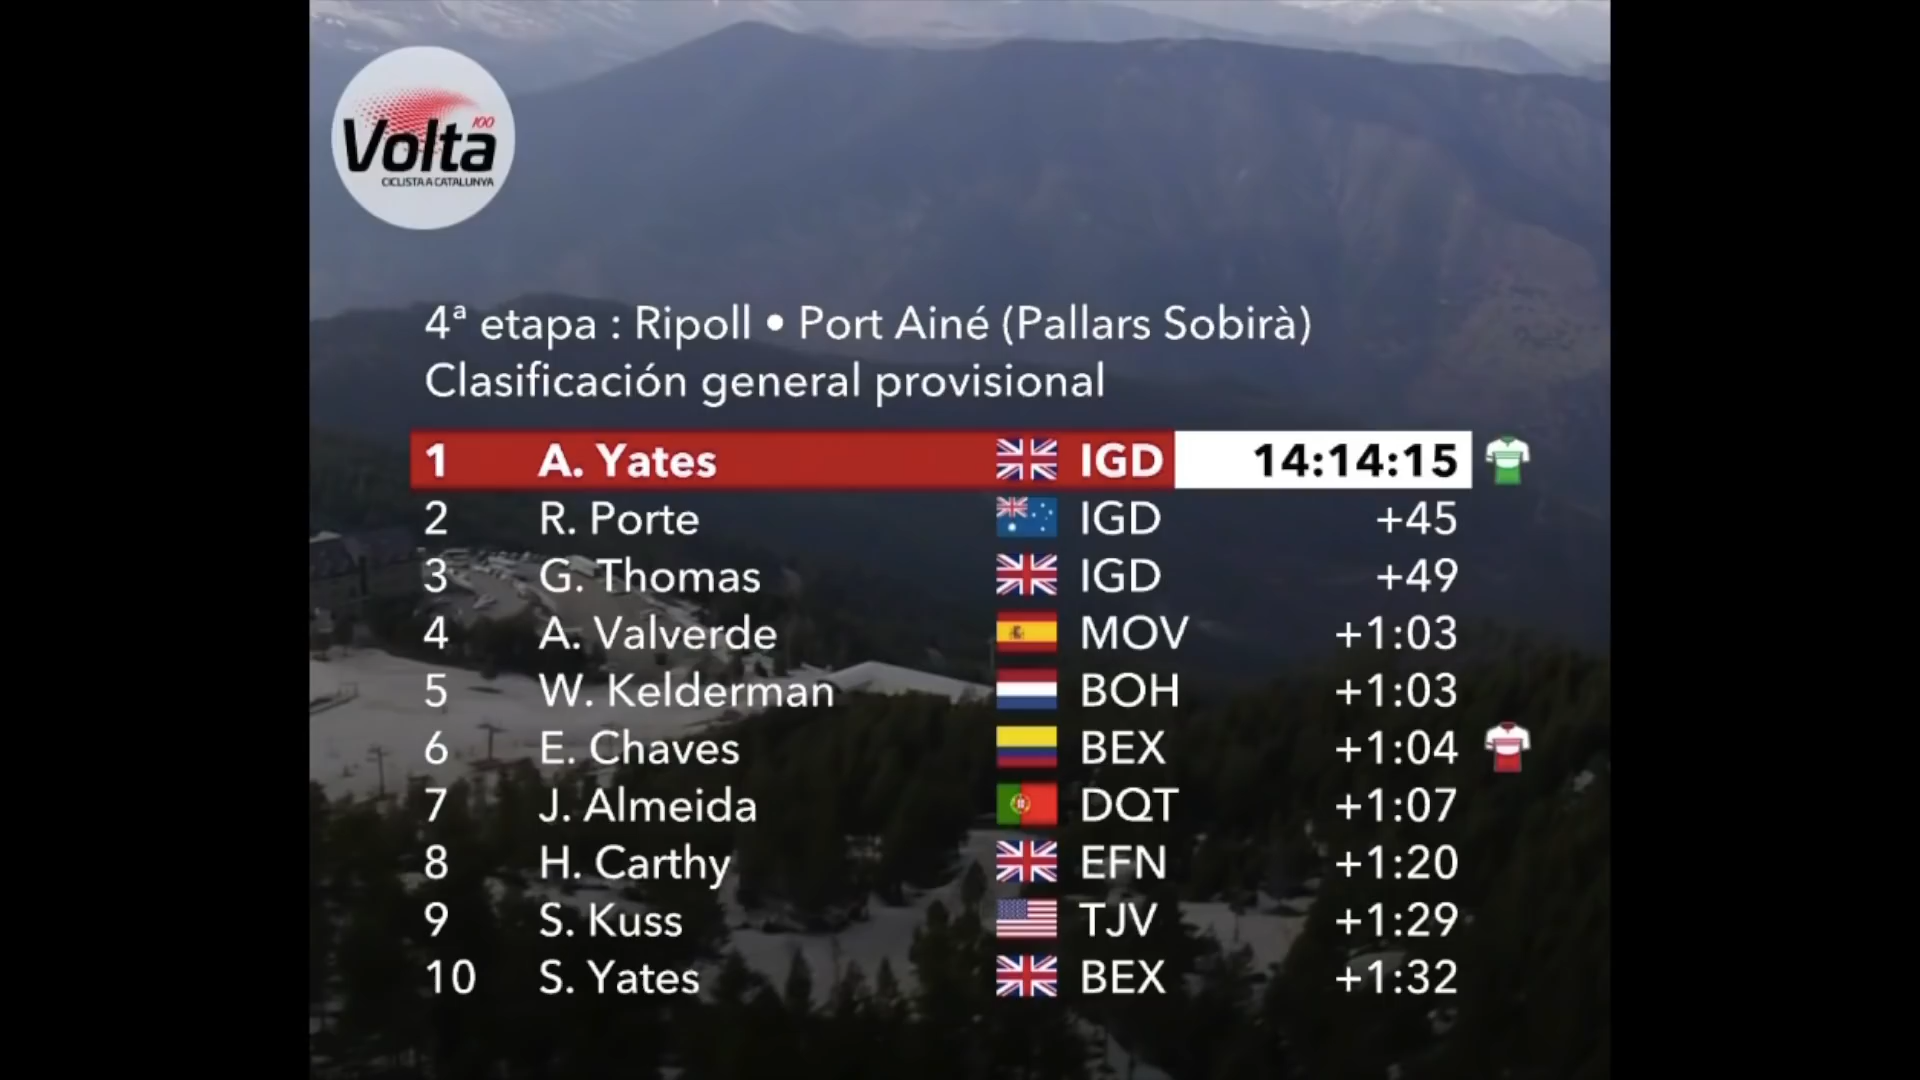 Volta 100
CICLISTA A CATALUNYA
4ª etapa : Ripoll • Port Ainé (Pallars Sobirà)
Clasificación general provisional
1 A. Yates IGD 14:14:15
2 R. Porte IGD +45
3 G. Thomas IGD +49
4 A. Valverde MOV +1:03
5 W. Kelderman BOH +1:03
6 E. Chaves BEX +1:04
7 J. Almeida DQT +1:07
8 H. Carthy EFN +1:20
9 S. Kuss TJV +1:29
10 S. Yates BEX +1:32